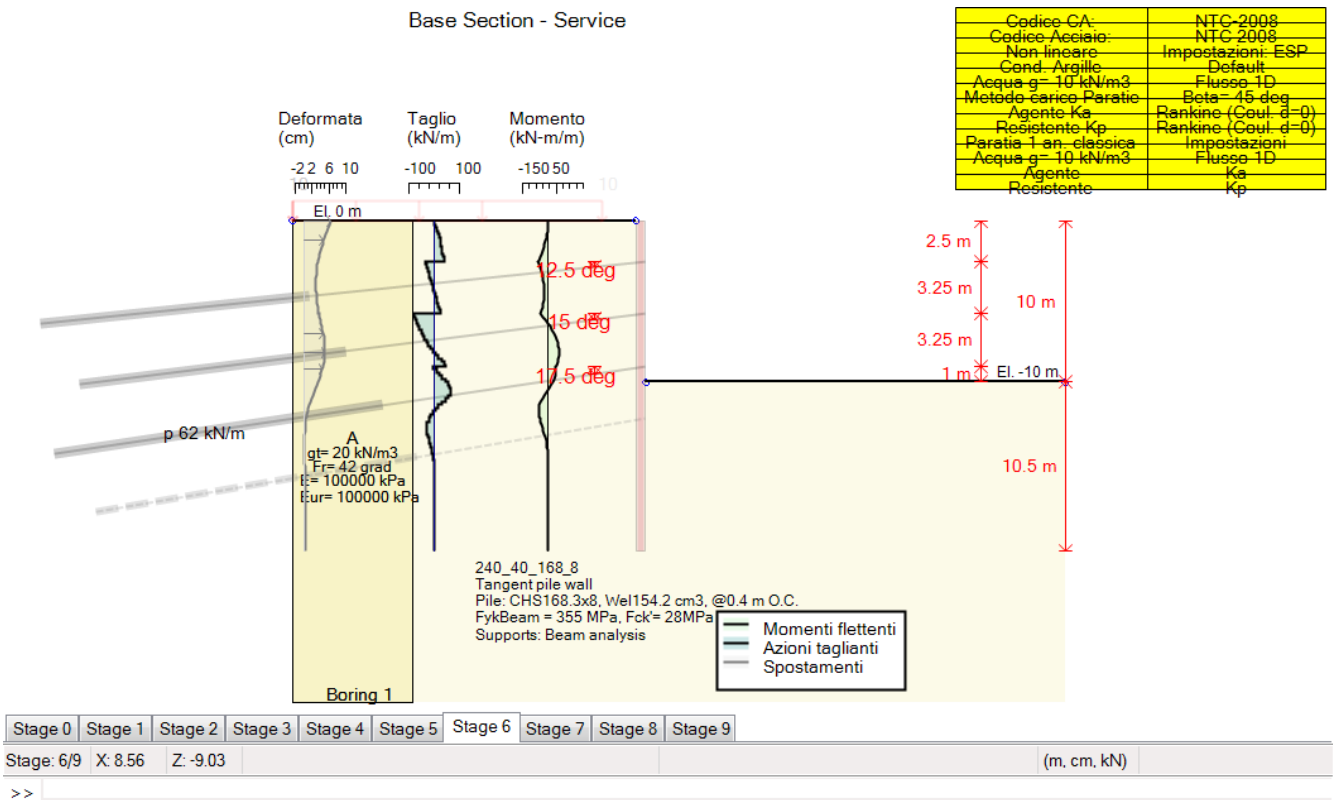 Base Section - Service
Codice CA: NTC-2008
Codice Acciaio: NTC 2008
Non lineare Impostazioni: ESP
Cond. Argille Default
Acqua g= 10 kN/m3 Flusso 1D
Metodo carico Paratie Beta= 45 deg
Agente Ka Rankine (Coul. d=0)
Resistente Kp Rankine (Coul. d=0)
Paratia 1 an. classica Impostazioni
Acqua g= 10 kN/m3 Flusso 1D
Agente Ka
Resistente Kp
Deformata
(cm)
Taglio
(kN/m)
Momento
(kN-m/m)
-2 2 6 10
-100 100
-150 50
10
El. 0 m
12.5 deg
15 deg
17.5 deg
2.5 m
3.25 m
10 m
3.25 m
1 m
El. -10 m
10.5 m
p 62 kN/m
A
gt= 20 kN/m3
Fr= 42 grad
E= 100000 kPa
Eur= 100000 kPa
240_40_168_8
Tangent pile wall
Pile: CHS168.3x8, Wel154.2 cm3, @0.4 m O.C.
FykBeam = 355 MPa, Fck'= 28MPa
Supports: Beam analysis
Momenti flettenti
Azioni taglianti
Spostamenti
Boring 1
Stage 0 Stage 1 Stage 2 Stage 3 Stage 4 Stage 5 Stage 6 Stage 7 Stage 8 Stage 9
Stage: 6/9 X: 8.56 Z: -9.03 (m, cm, kN)
>>